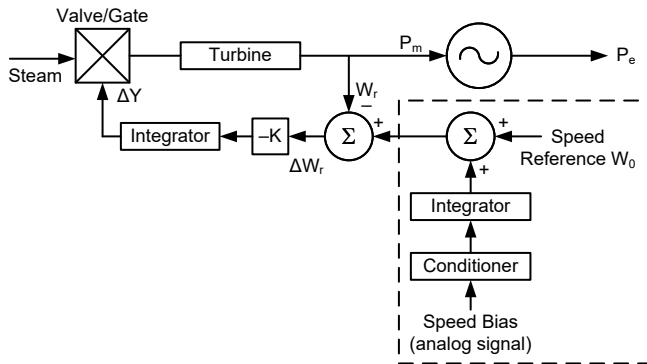 Valve/Gate
Steam
Turbine
Pm
Pe
ΔY
Wr
–
+
+
+
Integrator
–K
Σ
Σ
ΔWr
Speed
Reference W0
Integrator
Conditioner
Speed Bias
(analog signal)